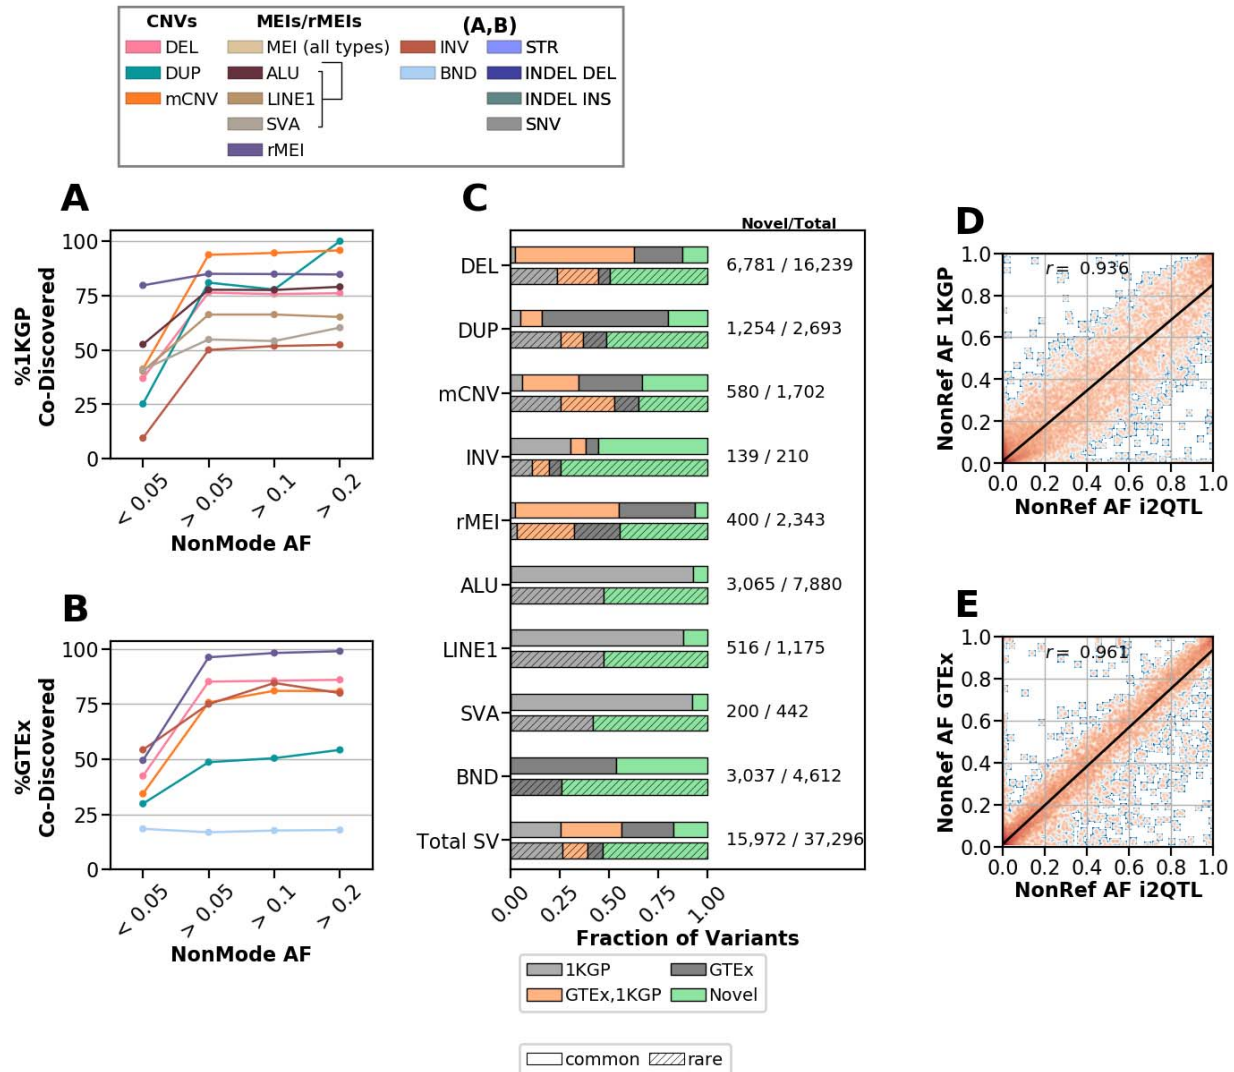 CNVs MEIs/rMEIs (A,B)
DEL MEI (all types) INV STR
DUP ALU BND INDEL DEL
mCNV LINE1 INDEL INS
SVA SNV
rMEI
A
100
75
50
25
0
%1KGP
Co-Discovered
< 0.05 > 0.05 > 0.1 > 0.2
NonMode AF
B
100
75
50
25
0
%GTEx
Co-Discovered
< 0.05 > 0.05 > 0.1 > 0.2
NonMode AF
C
Novel/Total
DEL 6,781 / 16,239
DUP 1,254 / 2,693
mCNV 580 / 1,702
INV 139 / 210
rMEI 400 / 2,343
ALU 3,065 / 7,880
LINE1 516 / 1,175
SVA 200 / 442
BND 3,037 / 4,612
Total SV 15,972 / 37,296
0.00 0.25 0.50 0.75 1.00
Fraction of Variants
1KGP GTEx
GTEx,1KGP Novel
common rare
D
r = 0.936
1.0
0.8
0.6
0.4
0.2
0.0
NonRef AF 1KGP
0.0 0.2 0.4 0.6 0.8 1.0
NonRef AF i2QTL
E
r = 0.961
1.0
0.8
0.6
0.4
0.2
0.0
NonRef AF GTEx
0.0 0.2 0.4 0.6 0.8 1.0
NonRef AF i2QTL